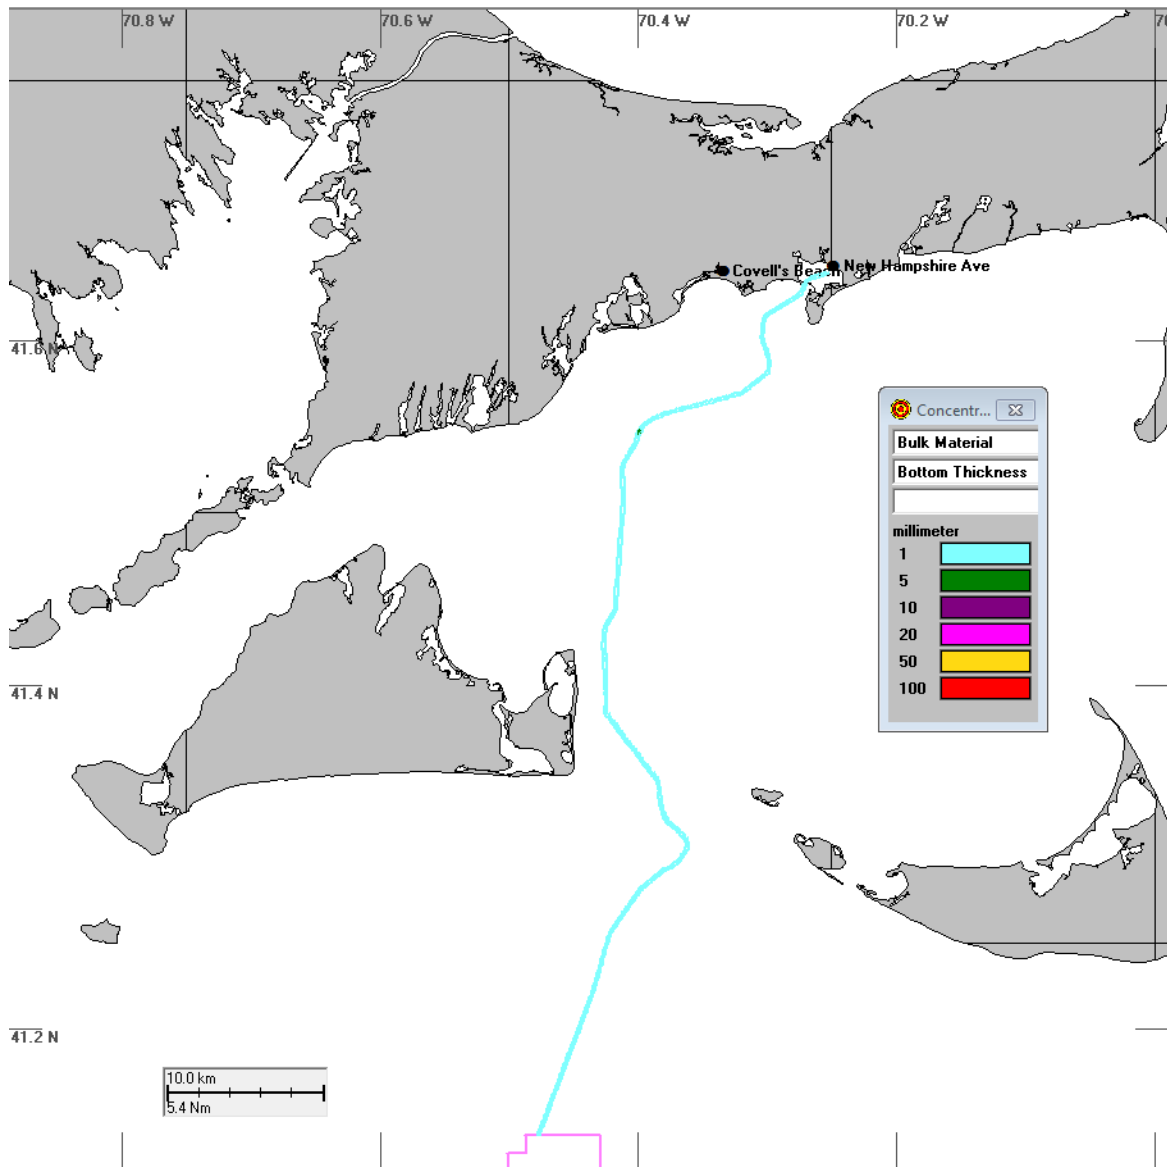 70.8 W
70.6 W
70.4 W
70.2 W
Covell's Beach
New Hampshire Ave
41.6 N
Concentr...
Bulk Material
Bottom Thickness
millimeter
1
5
10
20
50
100
41.4 N
41.2 N
10.0 km
5.4 Nm